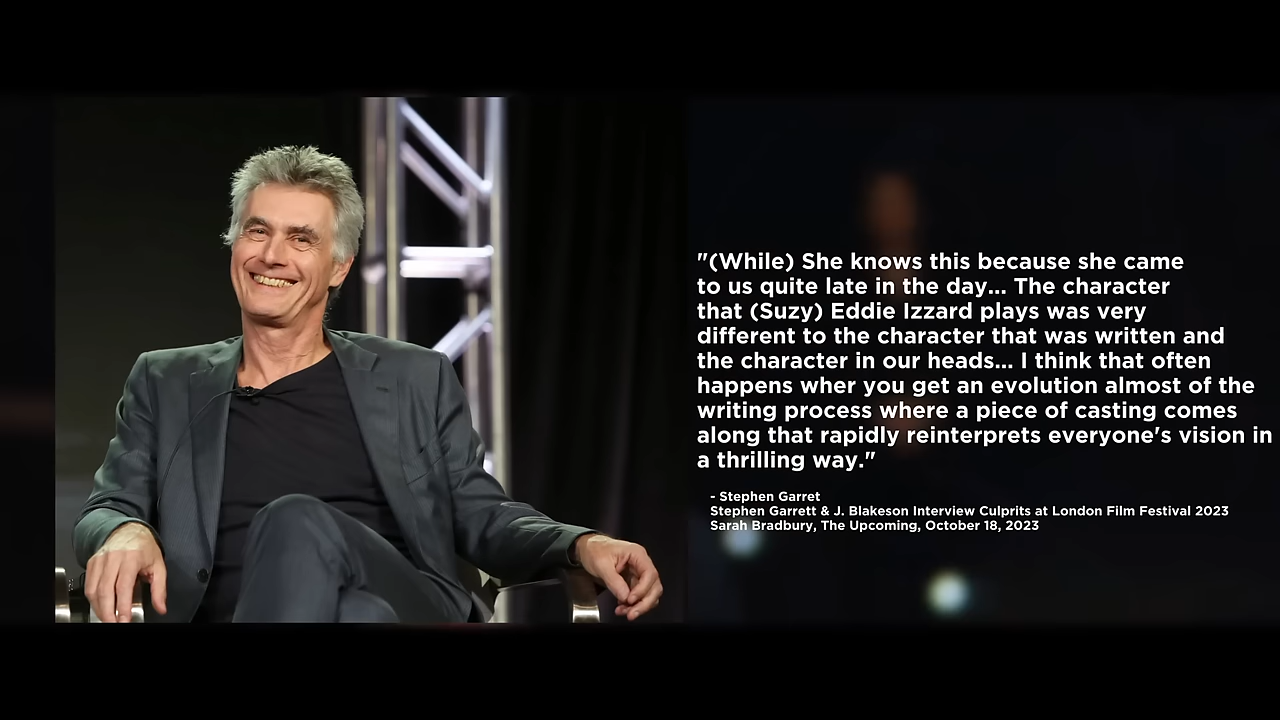 "(While) She knows this because she came
to us quite late in the day... The character
that (Suzy) Eddie Izzard plays was very
different to the character that was written and
the character in our heads... I think that often
happens wher you get an evolution almost of the
writing process where a piece of casting comes
along that rapidly reinterprets everyone's vision in
a thrilling way."
- Stephen Garret
Stephen Garrett & J. Blakeson Interview Culprits at London Film Festival 2023
Sarah Bradbury, The Upcoming, October 18, 2023